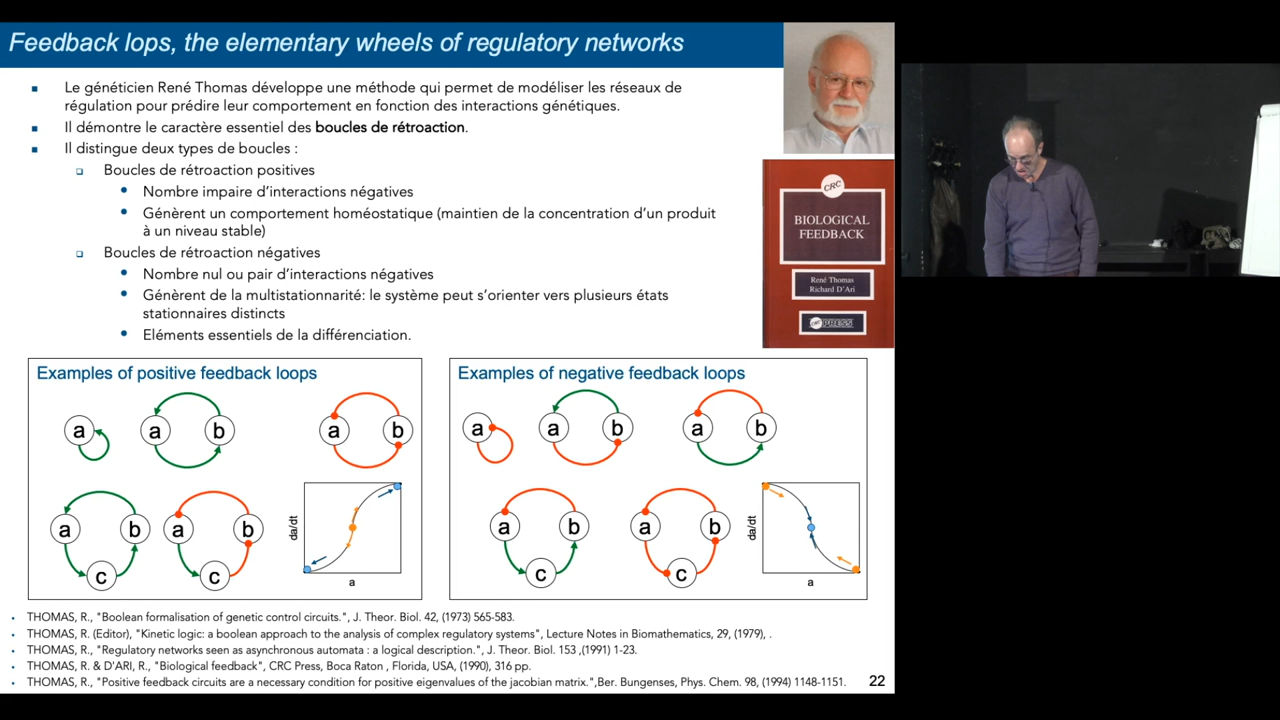 Feedback lops, the elementary wheels of regulatory networks
Le généticien René Thomas développe une méthode qui permet de modéliser les réseaux de
régulation pour prédire leur comportement en fonction des interactions génétiques.
Il démontre le caractère essentiel des boucles de rétroaction.
Il distingue deux types de boucles :
Boucles de rétroaction positives
Nombre impaire d'interactions négatives
Génèrent un comportement homéostatique (maintien de la concentration d'un produit
à un niveau stable)
Boucles de rétroaction négatives
Nombre nul ou pair d'interactions négatives
Génèrent de la multistationnarité: le système peut s'orienter vers plusieurs états
stationnaires distincts
Eléments essentiels de la différenciation.
CRC
BIOLOGICAL
FEEDBACK
René Thomas
Richard D'Ari
CRC PRESS
Examples of positive feedback loops
a
a b
a b
a b
c
a b
c
da/dt
a
Examples of negative feedback loops
a
a b
a b
a b
c
a b
c
da/dt
a
THOMAS, R., "Boolean formalisation of genetic control circuits.", J. Theor. Biol. 42, (1973) 565-583.
THOMAS, R. (Editor), "Kinetic logic: a boolean approach to the analysis of complex regulatory systems", Lecture Notes in Biomathematics, 29, (1979), .
THOMAS, R., "Regulatory networks seen as asynchronous automata : a logical description.", J. Theor. Biol. 153 ,(1991) 1-23.
THOMAS, R. & D'ARI, R., "Biological feedback", CRC Press, Boca Raton , Florida, USA, (1990), 316 pp.
THOMAS, R., "Positive feedback circuits are a necessary condition for positive eigenvalues of the jacobian matrix.",Ber. Bungenses, Phys. Chem. 98, (1994) 1148-1151.
22